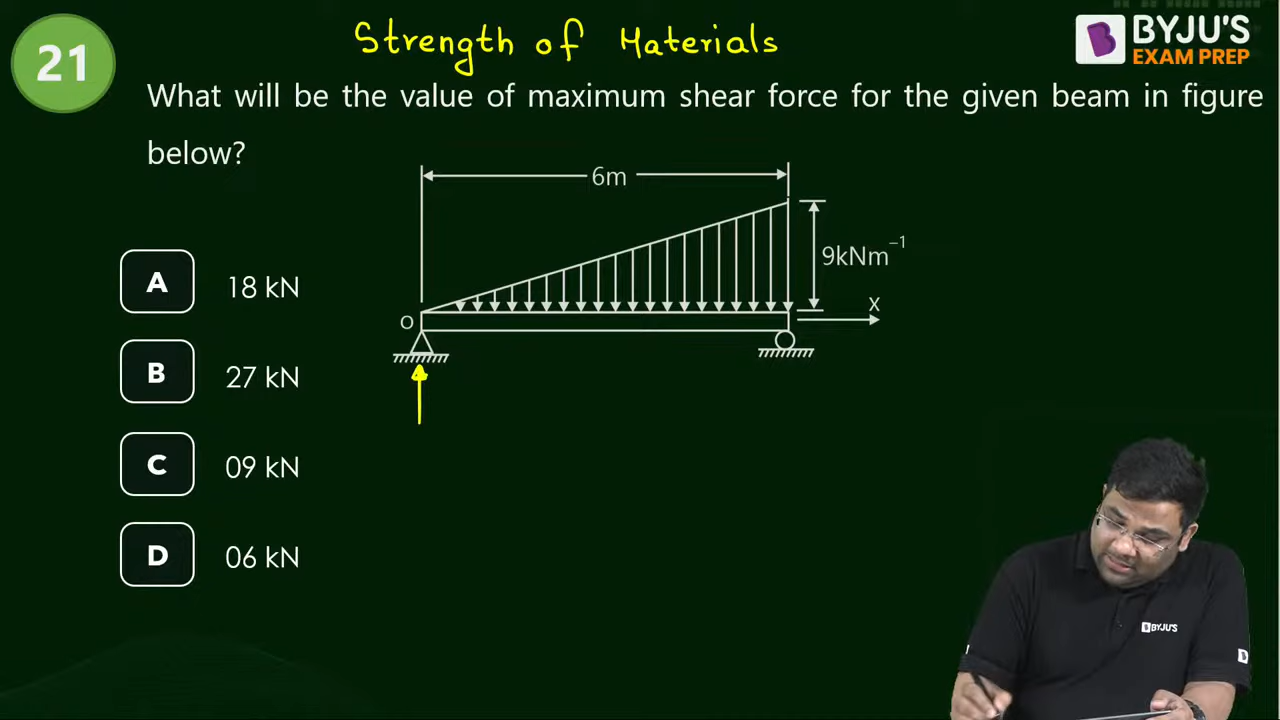 21
Strength of Materials
BYJU'S
EXAM PREP
What will be the value of maximum shear force for the given beam in figure
below?
6m
9kNm⁻¹
x
O
A 18 kN
B 27 kN
C 09 kN
D 06 kN
BYJU'S